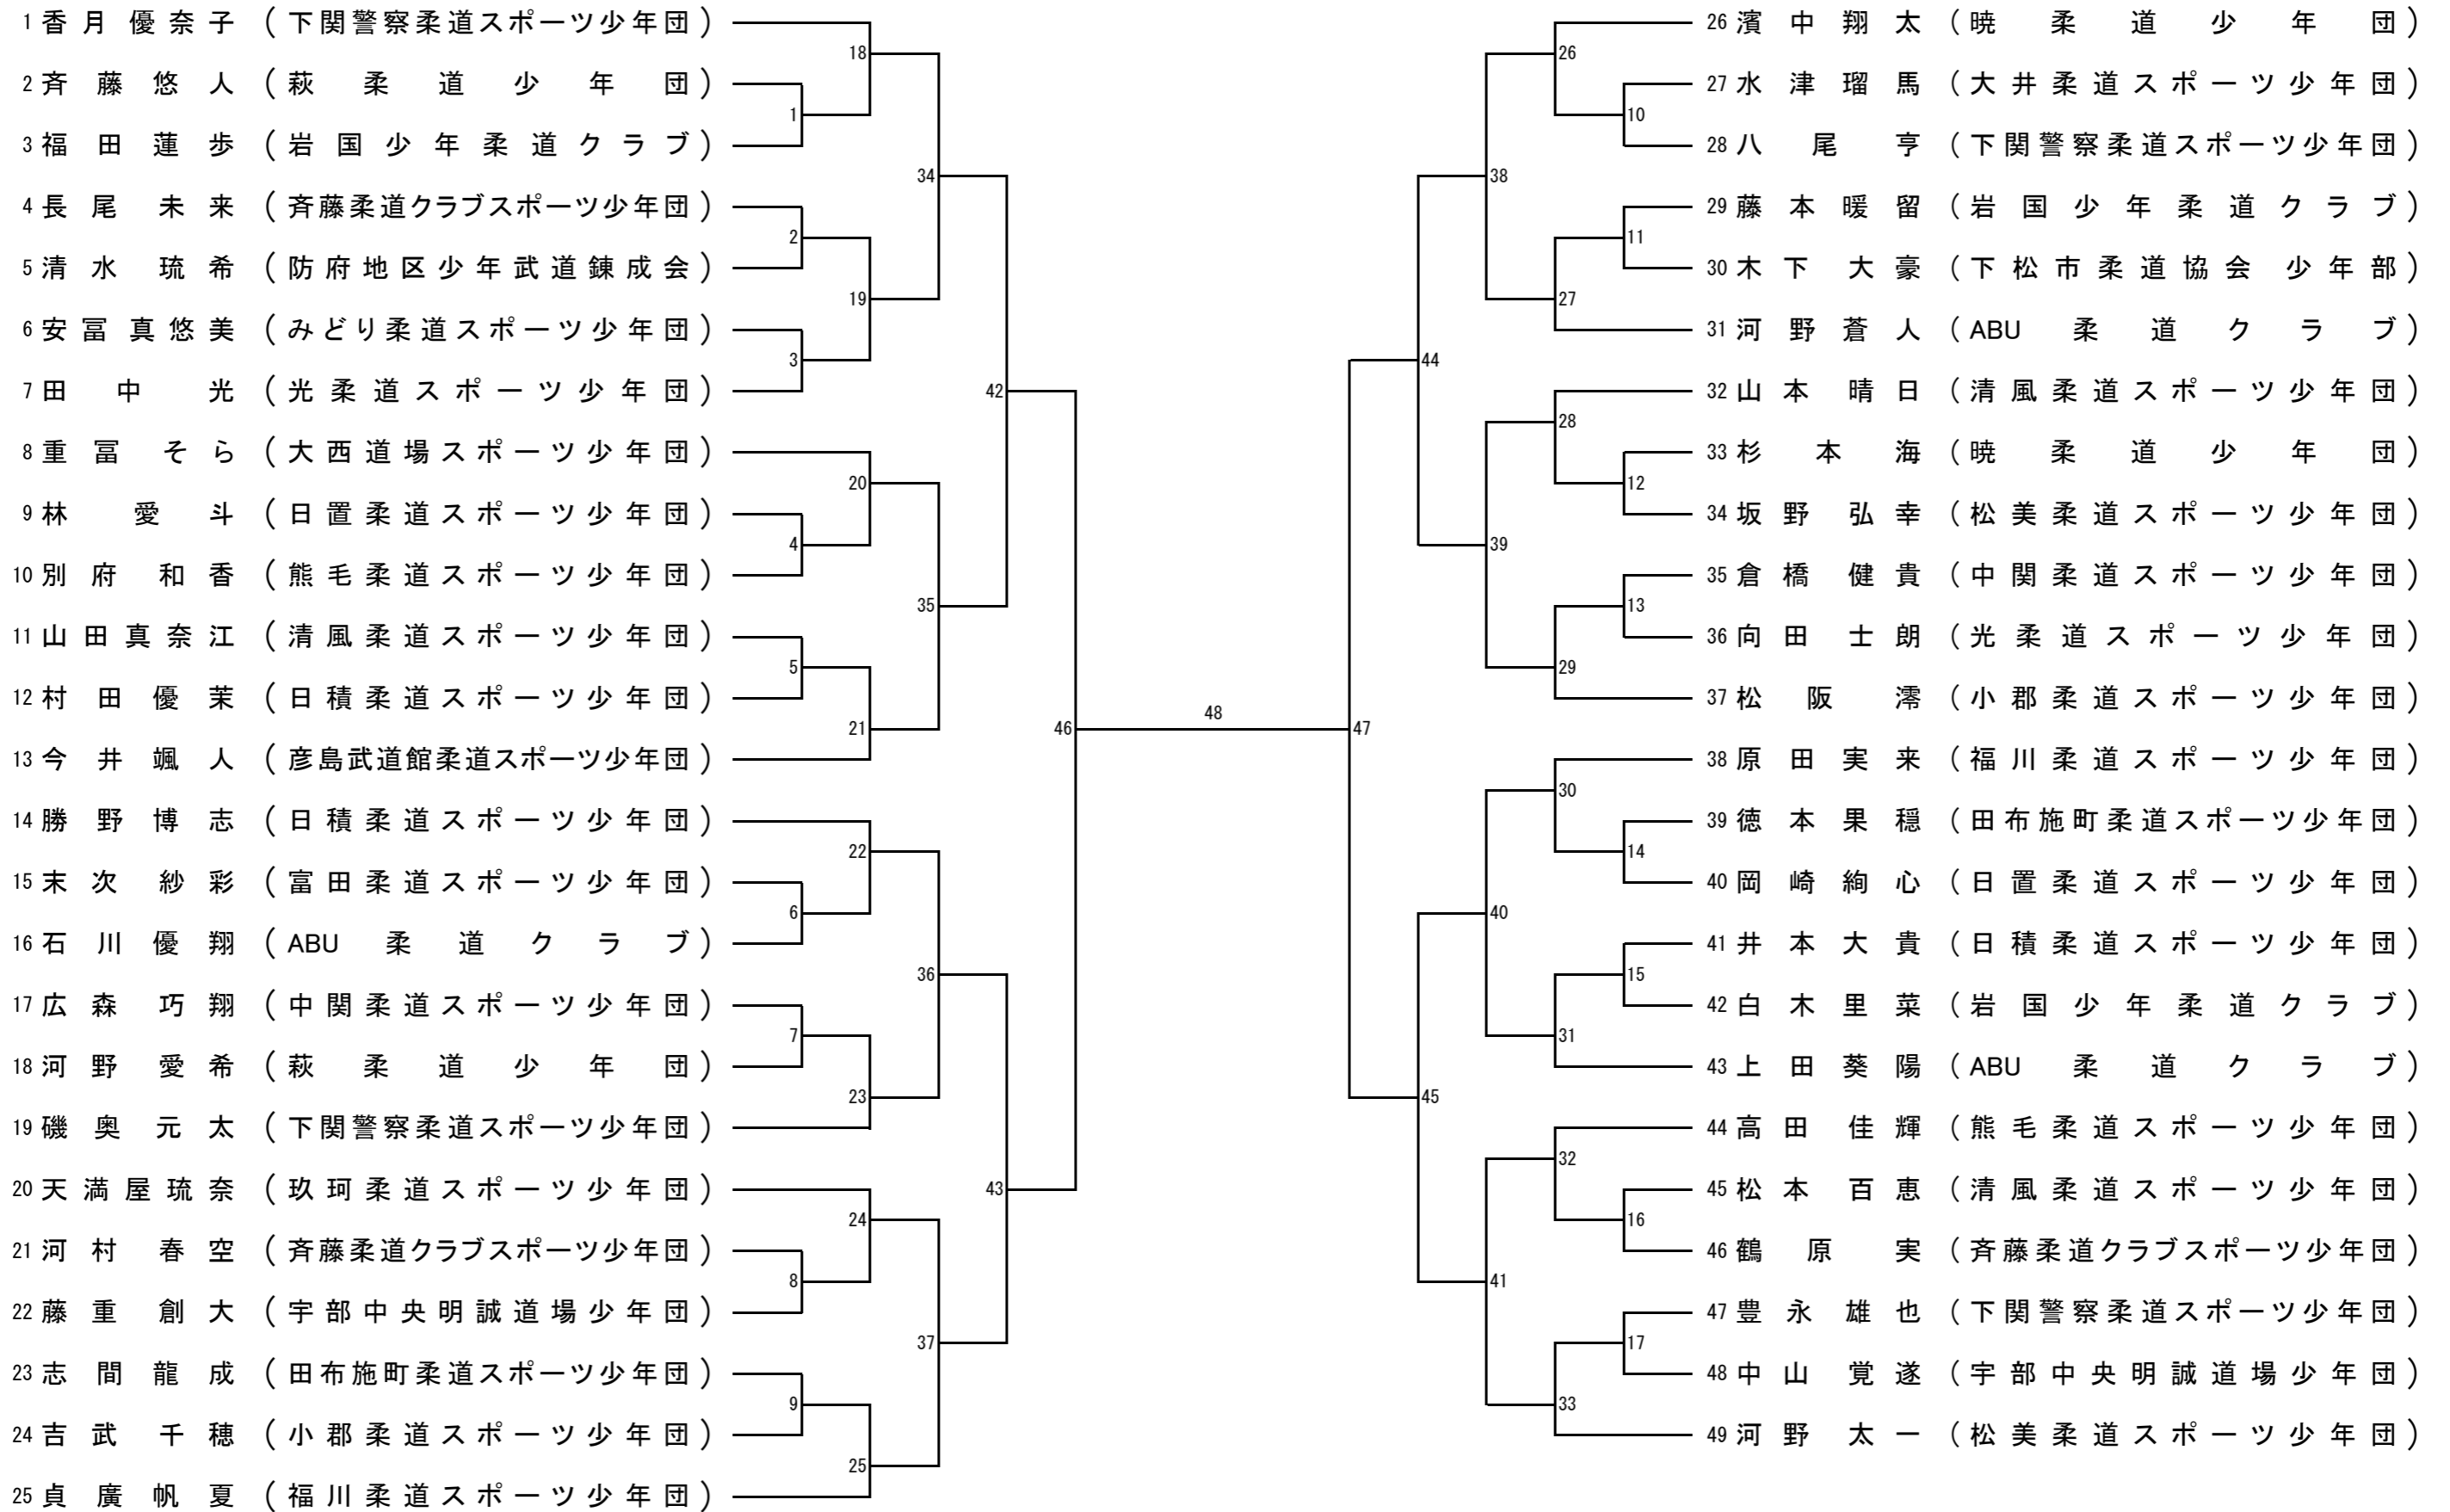 1 香月優奈子 (下関警察柔道スポーツ少年団)
2 斉藤悠人 (萩柔道少年団)
3 福田蓮歩 (岩国少年柔道クラブ)
4 長尾未来 (斉藤柔道クラブスポーツ少年団)
5 清水琉希 (防府地区少年武道錬成会)
6 安冨真悠美 (みどり柔道スポーツ少年団)
7 田中光 (光柔道スポーツ少年団)
8 重冨そら (大西道場スポーツ少年団)
9 林愛斗 (日置柔道スポーツ少年団)
10 別府和香 (熊毛柔道スポーツ少年団)
11 山田真奈江 (清風柔道スポーツ少年団)
12 村田優茉 (日積柔道スポーツ少年団)
13 今井颯人 (彦島武道館柔道スポーツ少年団)
14 勝野博志 (日積柔道スポーツ少年団)
15 末次紗彩 (富田柔道スポーツ少年団)
16 石川優翔 (ABU柔道クラブ)
17 広森巧翔 (中関柔道スポーツ少年団)
18 河野愛希 (萩柔道少年団)
19 磯奥元太 (下関警察柔道スポーツ少年団)
20 天満屋琉奈 (玖珂柔道スポーツ少年団)
21 河村春空 (斉藤柔道クラブスポーツ少年団)
22 藤重創大 (宇部中央明誠道場少年団)
23 志間龍成 (田布施町柔道スポーツ少年団)
24 吉武千穂 (小郡柔道スポーツ少年団)
25 貞廣帆夏 (福川柔道スポーツ少年団)
18
1
34
2
19
3
42
20
4
35
5
21
46
22
6
36
7
23
43
24
8
37
9
25
48
47
26
10
38
11
27
44
28
12
39
13
29
30
14
40
15
31
45
32
16
41
17
33
26 濱中翔太 (暁柔道少年団)
27 水津瑠馬 (大井柔道スポーツ少年団)
28 八尾亨 (下関警察柔道スポーツ少年団)
29 藤本暖留 (岩国少年柔道クラブ)
30 木下大豪 (下松市柔道協会 少年部)
31 河野蒼人 (ABU柔道クラブ)
32 山本晴日 (清風柔道スポーツ少年団)
33 杉本海 (暁柔道少年団)
34 坂野弘幸 (松美柔道スポーツ少年団)
35 倉橋健貴 (中関柔道スポーツ少年団)
36 向田士朗 (光柔道スポーツ少年団)
37 松阪澪 (小郡柔道スポーツ少年団)
38 原田実来 (福川柔道スポーツ少年団)
39 徳本果穏 (田布施町柔道スポーツ少年団)
40 岡崎絢心 (日置柔道スポーツ少年団)
41 井本大貴 (日積柔道スポーツ少年団)
42 白木里菜 (岩国少年柔道クラブ)
43 上田葵陽 (ABU柔道クラブ)
44 高田佳輝 (熊毛柔道スポーツ少年団)
45 松本百恵 (清風柔道スポーツ少年団)
46 鶴原実 (斉藤柔道クラブスポーツ少年団)
47 豊永雄也 (下関警察柔道スポーツ少年団)
48 中山覚遂 (宇部中央明誠道場少年団)
49 河野太一 (松美柔道スポーツ少年団)